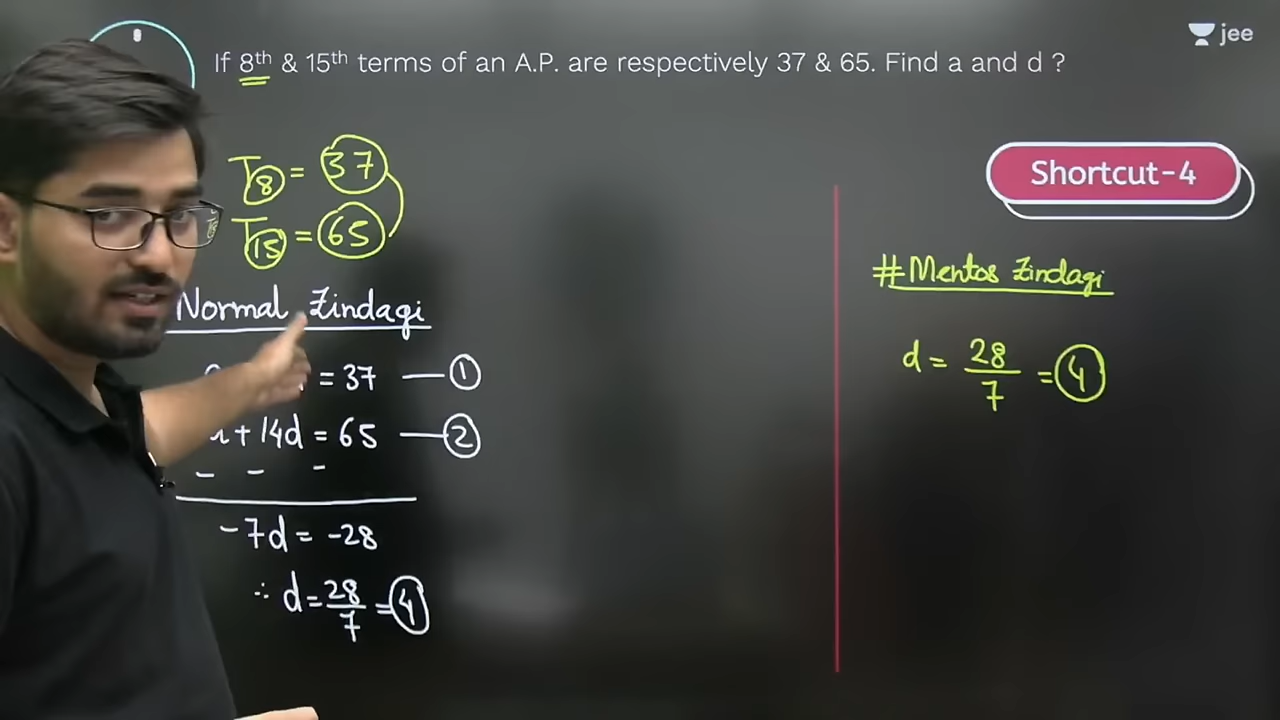 8
If 8th & 15th terms of an A.P. are respectively 37 & 65. Find a and d ?
jee
T8 = 37
T15 = 65
Normal Zindagi
= 37 — 1
+ 14d = 65 — 2
- - -
-7d = -28
∴ d = 28/7 = 4
Shortcut-4
#Mentos Zindagi
d = 28/7 = 4